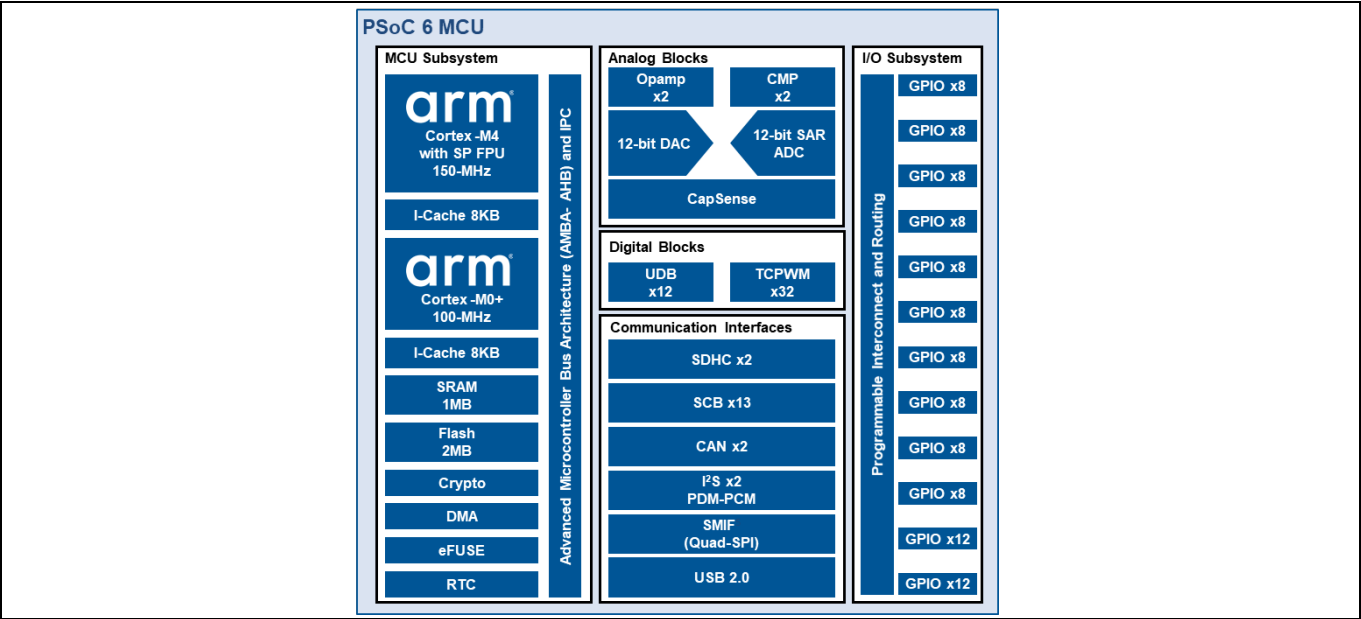 PSoC 6 MCU
MCU Subsystem
arm®
Cortex -M4
with SP FPU
150-MHz
I-Cache 8KB
arm®
Cortex -M0+
100-MHz
I-Cache 8KB
SRAM
1MB
Flash
2MB
Crypto
DMA
eFUSE
RTC
Advanced Microcontroller Bus Architecture (AMBA- AHB) and IPC
Analog Blocks
Opamp
x2
CMP
x2
12-bit DAC
12-bit SAR
ADC
CapSense
Digital Blocks
UDB
x12
TCPWM
x32
Communication Interfaces
SDHC x2
SCB x13
CAN x2
I²S x2
PDM-PCM
SMIF
(Quad-SPI)
USB 2.0
I/O Subsystem
Programmable Interconnect and Routing
GPIO x8
GPIO x8
GPIO x8
GPIO x8
GPIO x8
GPIO x8
GPIO x8
GPIO x8
GPIO x8
GPIO x8
GPIO x12
GPIO x12